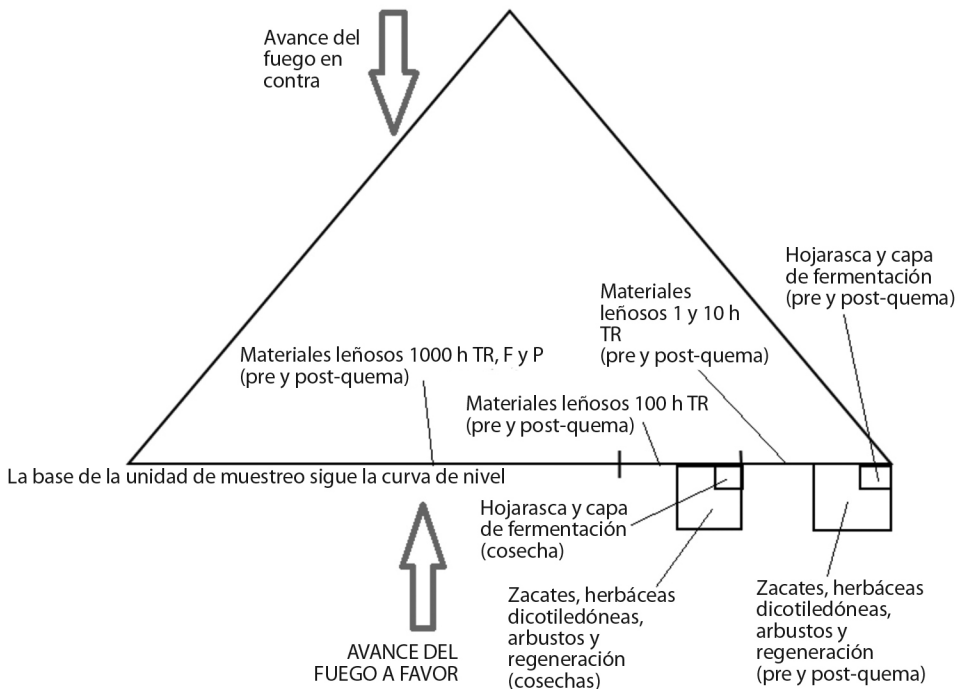 Avance del
fuego en
contra
Hojarasca y capa
de fermentación
(pre y post-quema)
Materiales
leñosos 1 y 10 h
TR
(pre y post-quema)
Materiales leñosos 1000 h TR, F y P
(pre y post-quema)
Materiales leñosos 100 h TR
(pre y post-quema)
La base de la unidad de muestreo sigue la curva de nivel
Hojarasca y capa
de fermentación
(cosecha)
Zacates, herbáceas
dicotiledóneas,
arbustos y
regeneración
(cosechas)
Zacates, herbáceas
dicotiledóneas,
arbustos y
regeneración
(pre y post-quema)
AVANCE DEL
FUEGO A FAVOR